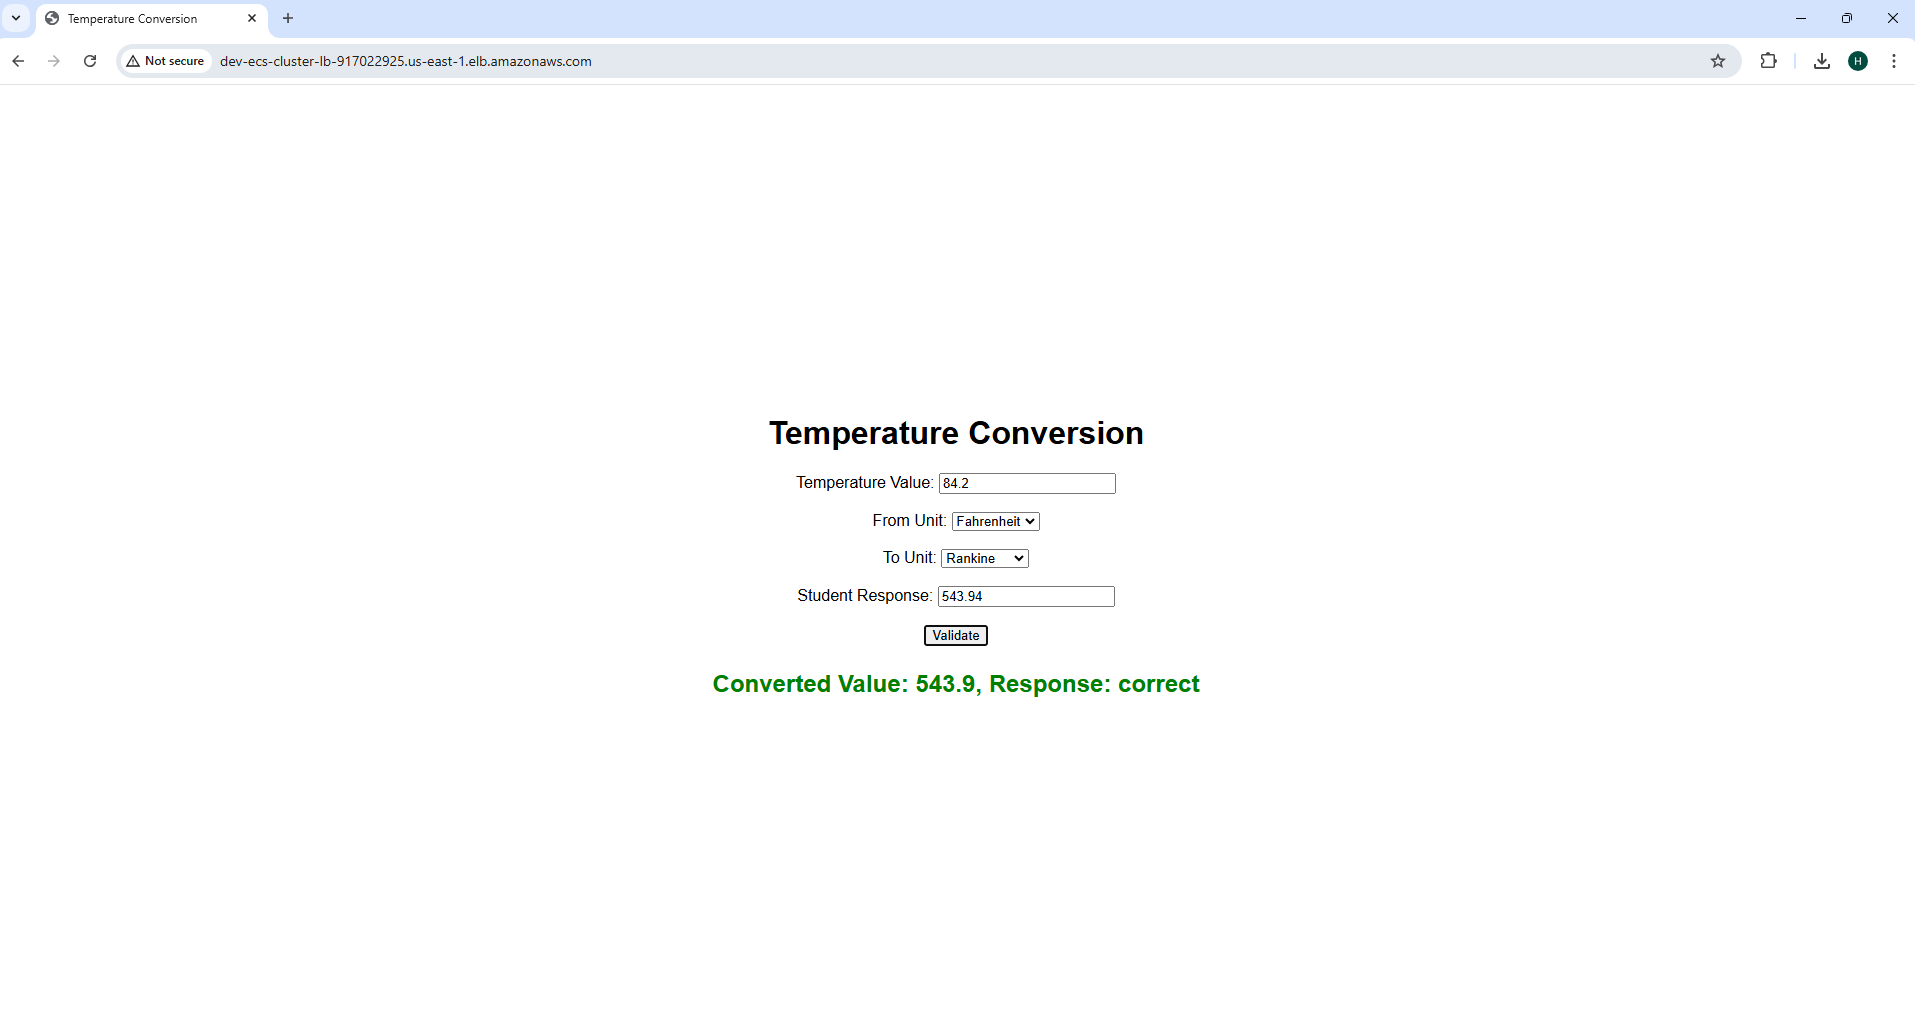 Temperature Conversion
Not secure dev-ecs-cluster-lb-917022925.us-east-1.elb.amazonaws.com
H
Temperature Conversion
Temperature Value: 84.2
From Unit: Fahrenheit
To Unit: Rankine
Student Response: 543.94
Validate
Converted Value: 543.9, Response: correct